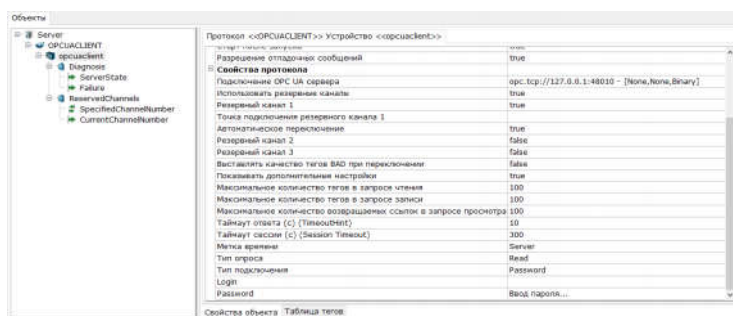 Объекты
Server
OPCUACLIENT
opcuaclient
Diagnosis
ServerState
Failure
ReservedChannels
SpecifiedChannelNumber
CurrentChannelNumber
Протокол <<OPCUACLIENT>> Устройство <<opcuaclient>>
Старт после запуска true
Разрешение отладочных сообщений true
Свойства протокола
Подключение OPC UA сервера opc.tcp://127.0.0.1:48010 - [None,None,Binary]
Использовать резервные каналы true
Резервный канал 1 true
Точка подключения резервного канала 1
Автоматическое переключение true
Резервный канал 2 false
Резервный канал 3 false
Выставлять качество тегов BAD при переключении false
Показывать дополнительные настройки true
Максимальное количество тегов в запросе чтения 100
Максимальное количество тегов в запросе записи 100
Максимальное количество возвращаемых ссылок в запросе просмотра 100
Таймаут ответа (с) (TimeoutHint) 10
Таймаут сессии (с) (Session Timeout) 300
Метка времени Server
Тип опроса Read
Тип подключения Password
Login
Password Ввод пароля...
Свойства объекта Таблица тегов